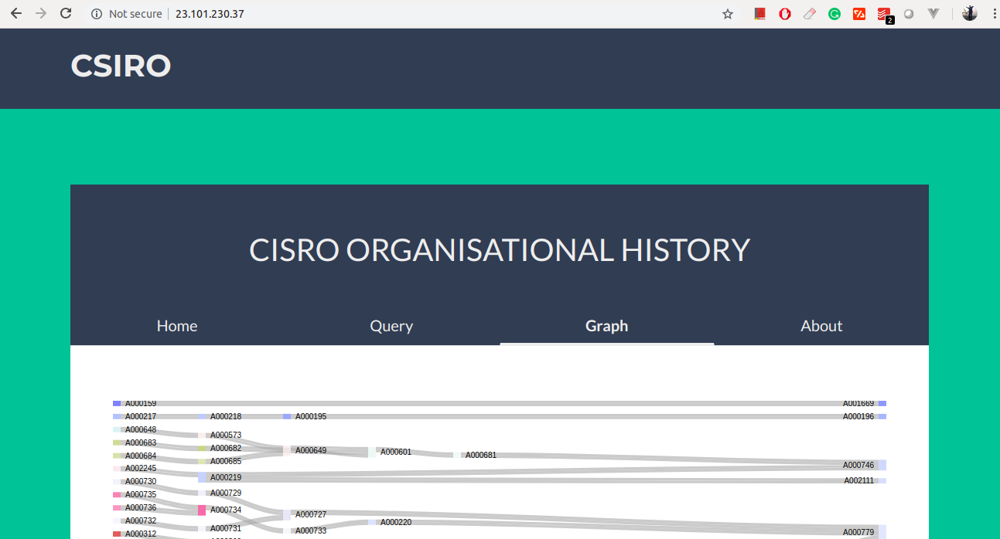 Not secure 23.101.230.37
2
CSIRO
CISRO ORGANISATIONAL HISTORY
Home Query Graph About
A000159 A001669
A000217 A000218 A000195 A000196
A000648
A000573
A000683
A000682 A000649 A000601 A000681
A000684
A000685 A000746
A002245
A000219 A002111
A000730
A000729
A000735
A000736 A000734
A000727
A000732 A000220
A000731 A000733 A000779
A000312